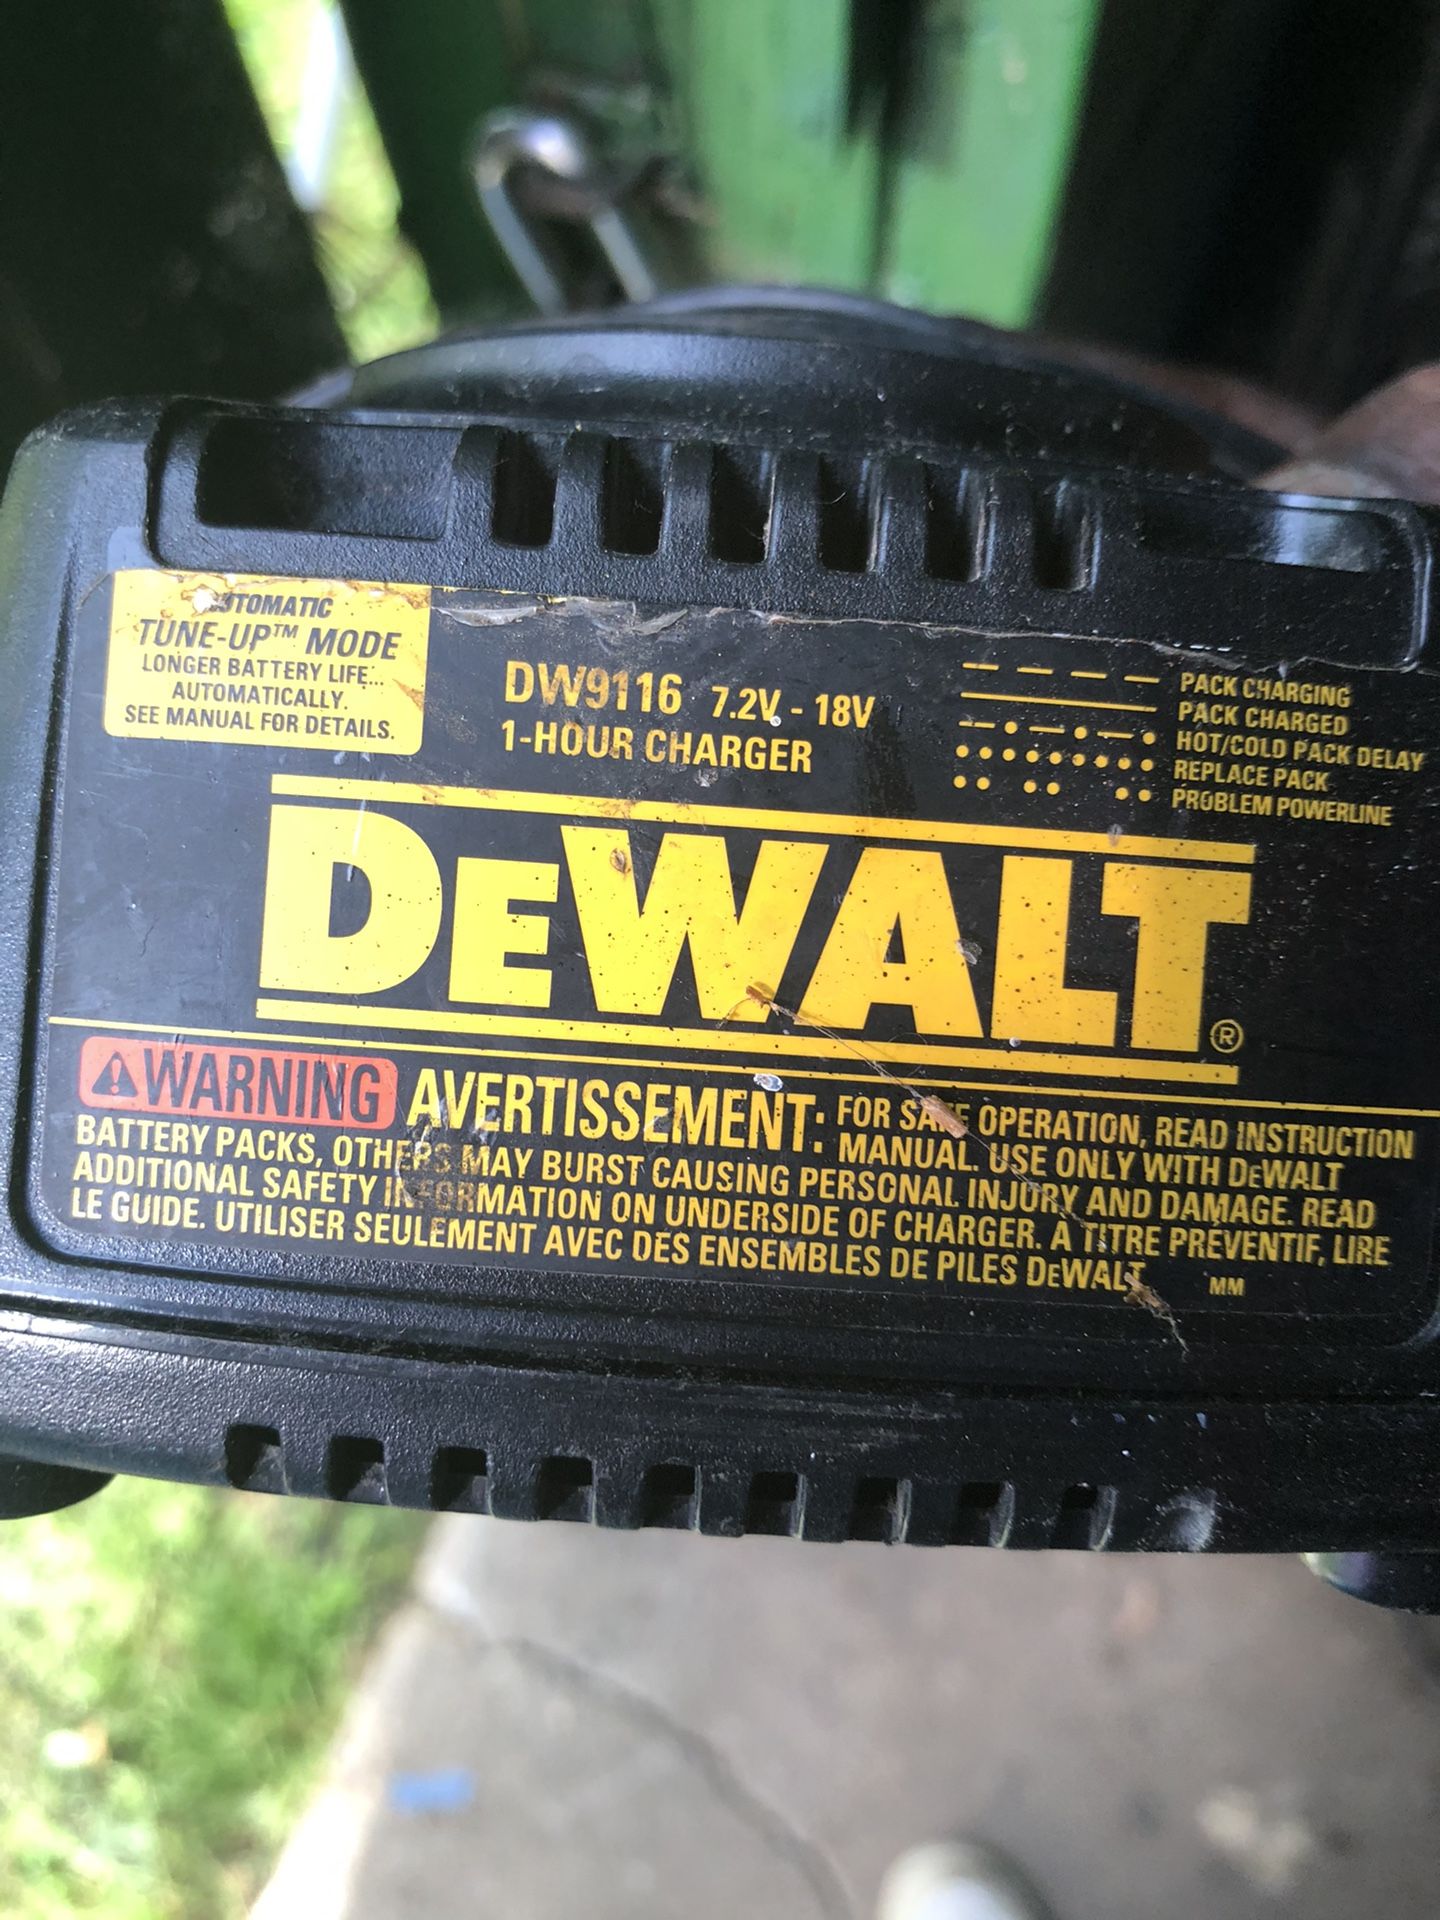 AUTOMATIC
TUNE-UP™ MODE
LONGER BATTERY LIFE...
AUTOMATICALLY.
SEE MANUAL FOR DETAILS.
DW9116 7.2V - 18V
1-HOUR CHARGER
PACK CHARGING
PACK CHARGED
HOT/COLD PACK DELAY
REPLACE PACK
PROBLEM POWERLINE
DEWALT®
WARNING AVERTISSEMENT: FOR SAFE OPERATION, READ INSTRUCTION
MANUAL. USE ONLY WITH DEWALT
BATTERY PACKS, OTHERS MAY BURST CAUSING PERSONAL INJURY AND DAMAGE. READ
ADDITIONAL SAFETY INFORMATION ON UNDERSIDE OF CHARGER. À TITRE PRÉVENTIF, LIRE
LE GUIDE. UTILISER SEULEMENT AVEC DES ENSEMBLES DE PILES DEWALT
MM